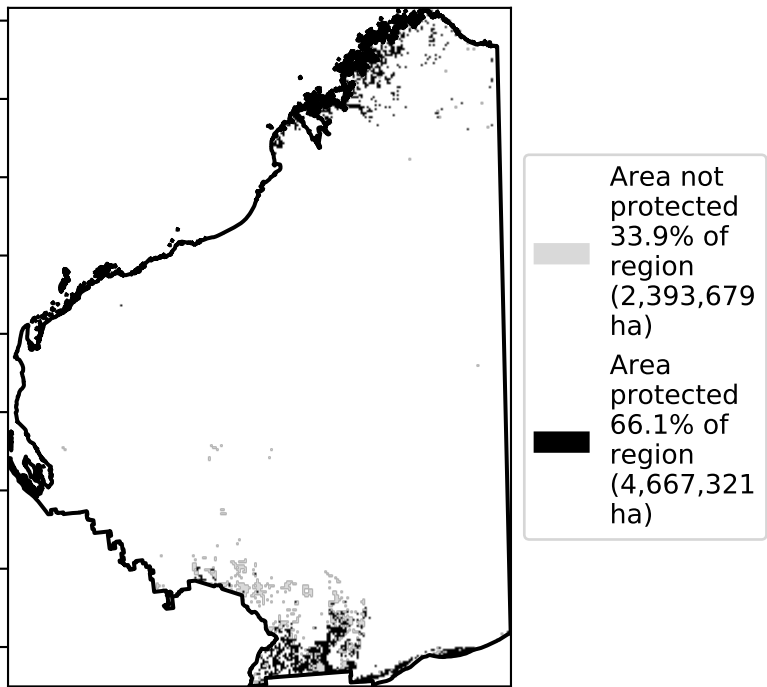 Area not
protected
33.9% of
region
(2,393,679
ha)
Area
protected
66.1% of
region
(4,667,321
ha)